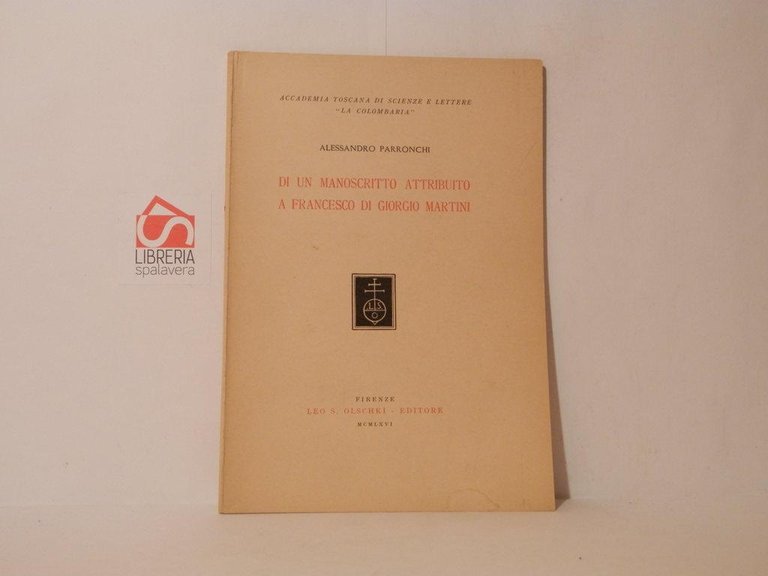 ACCADEMIA TOSCANA DI SCIENZE E LETTERE
"LA COLOMBARIA"
ALESSANDRO PARRONCHI
DI UN MANOSCRITTO ATTRIBUITO
A FRANCESCO DI GIORGIO MARTINI
LIBRERIA
spalavera
L S
O
FIRENZE
LEO S. OLSCHKI - EDITORE
MCMLXVI